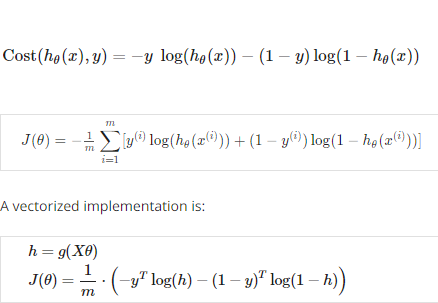 Cost(hθ(x), y) = −y log(hθ(x)) − (1 − y) log(1 − hθ(x))
J(θ) = −1/m ∑_{i=1}^{m} [y^(i) log(hθ(x^(i))) + (1 − y^(i)) log(1 − hθ(x^(i)))]
A vectorized implementation is:
h = g(Xθ)
J(θ) = 1/m · (−y^T log(h) − (1 − y)^T log(1 − h))